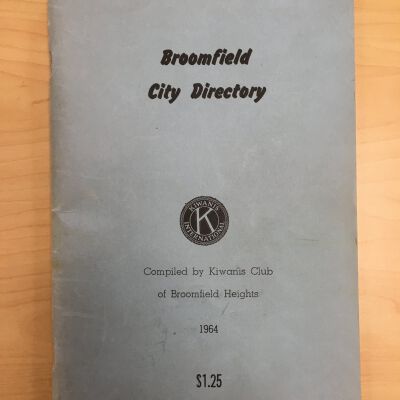 Broomfield
City Directory
KIWANIS
K
INTERNATIONAL
Compiled by Kiwanis Club
of Broomfield Heights
1964
$1.25